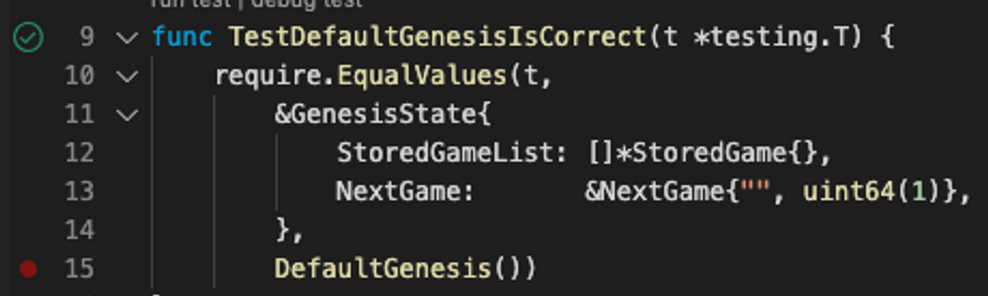 run test | debug test
9 func TestDefaultGenesisIsCorrect(t *testing.T) {
10 require.EqualValues(t,
11 &GenesisState{
12 StoredGameList: []*StoredGame{},
13 NextGame: &NextGame{"", uint64(1)},
14 },
15 DefaultGenesis())